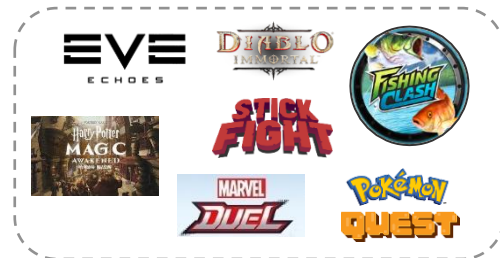 EVE
ECHOES
DIABLO
IMMORTAL
FISHING
CLASH
Harry Potter
MAGIC
AWAKENED
STICK
FIGHT
MARVEL
DUEL
POKéMON
QUEST